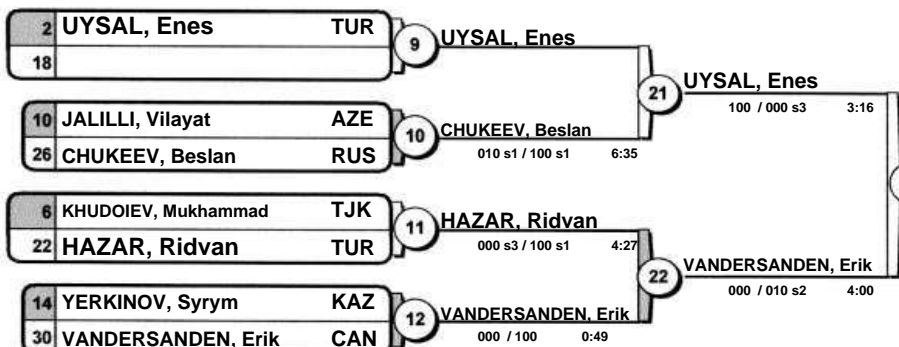 2 UYSAL, Enes TUR
18
9
UYSAL, Enes
10 JALILLI, Vilayat AZE
26 CHUKEEV, Beslan RUS
10
CHUKEEV, Beslan
010 s1 / 100 s1 6:35
21
UYSAL, Enes
100 / 000 s3 3:16
6 KHUDOIEV, Mukhammad TJK
22 HAZAR, Ridvan TUR
11
HAZAR, Ridvan
000 s3 / 100 s1 4:27
14 YERKINOV, Syrym KAZ
30 VANDERSANDEN, Erik CAN
12
VANDERSANDEN, Erik
000 / 100 0:49
22
VANDERSANDEN, Erik
000 / 010 s2 4:00